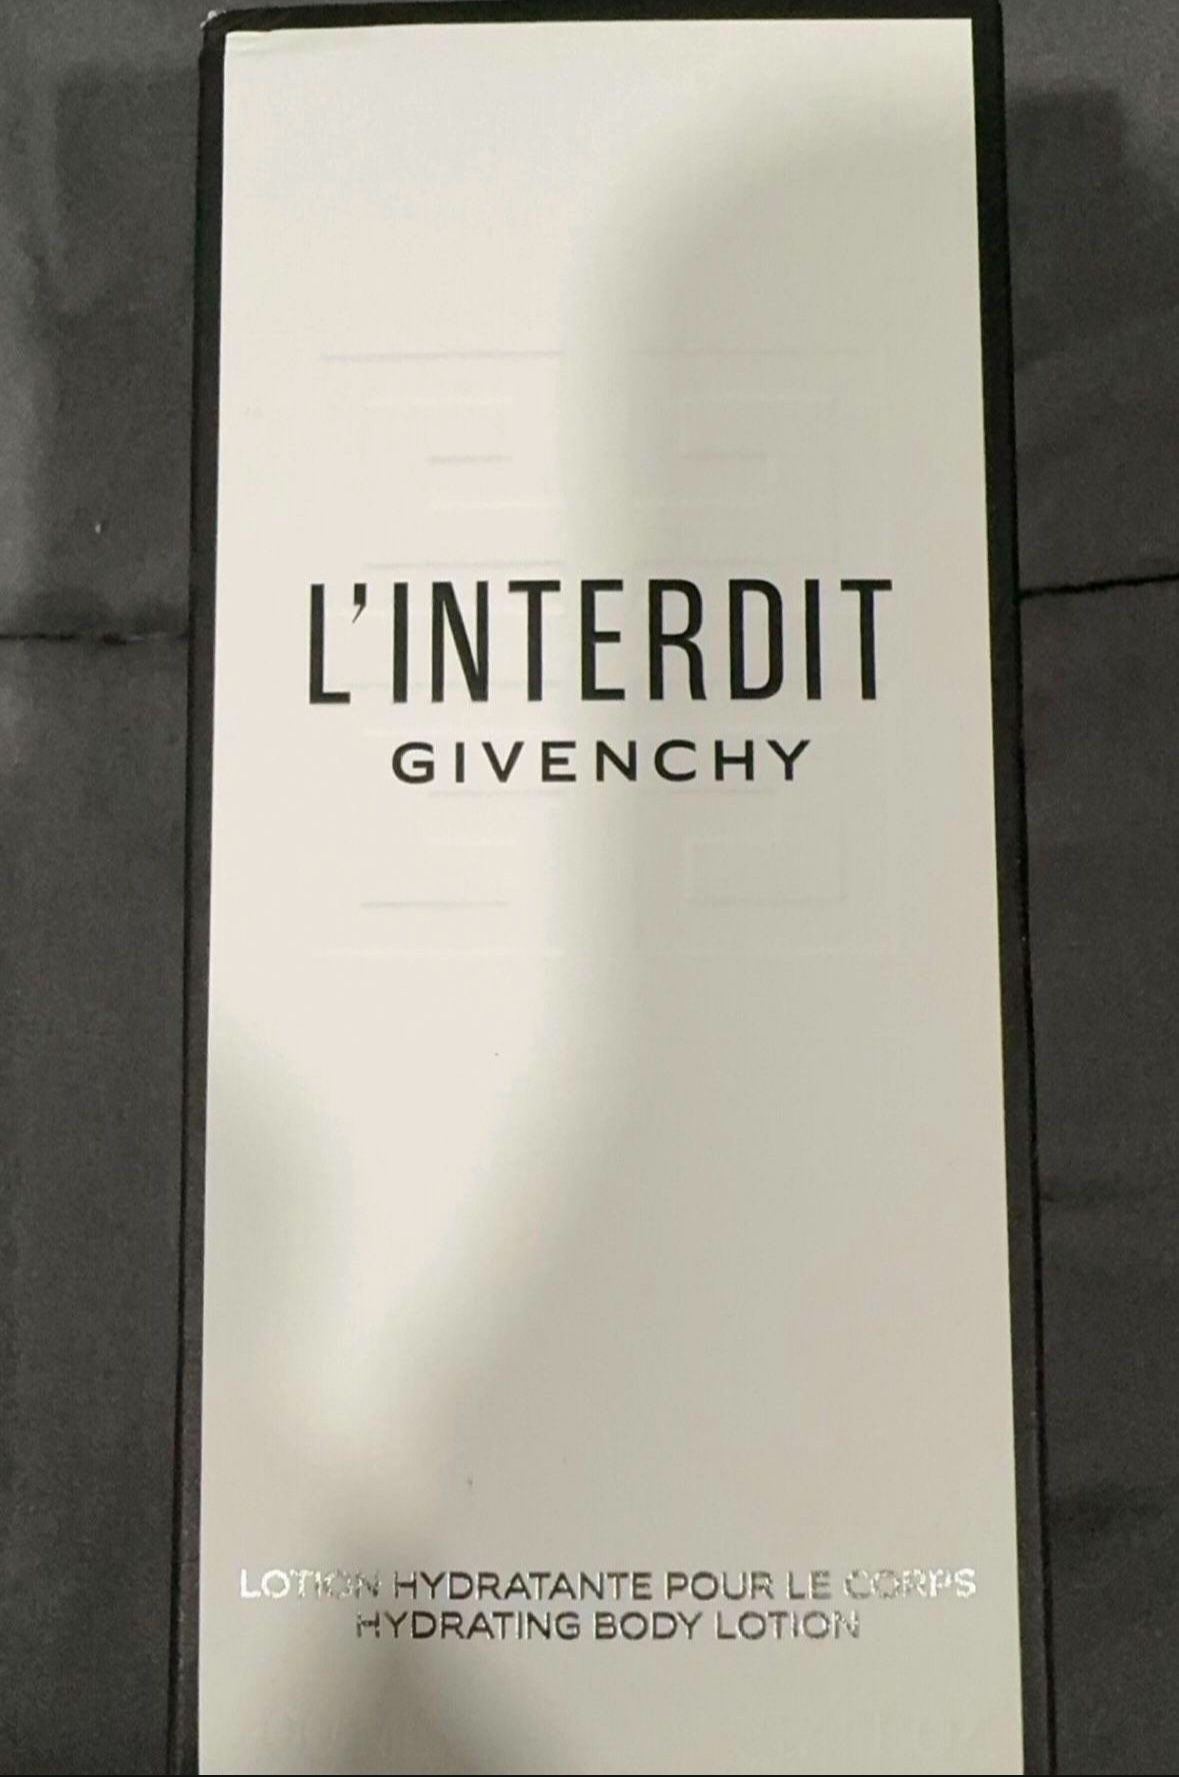 L'INTERDIT
GIVENCHY
LOTION HYDRATANTE POUR LE CORPS
HYDRATING BODY LOTION